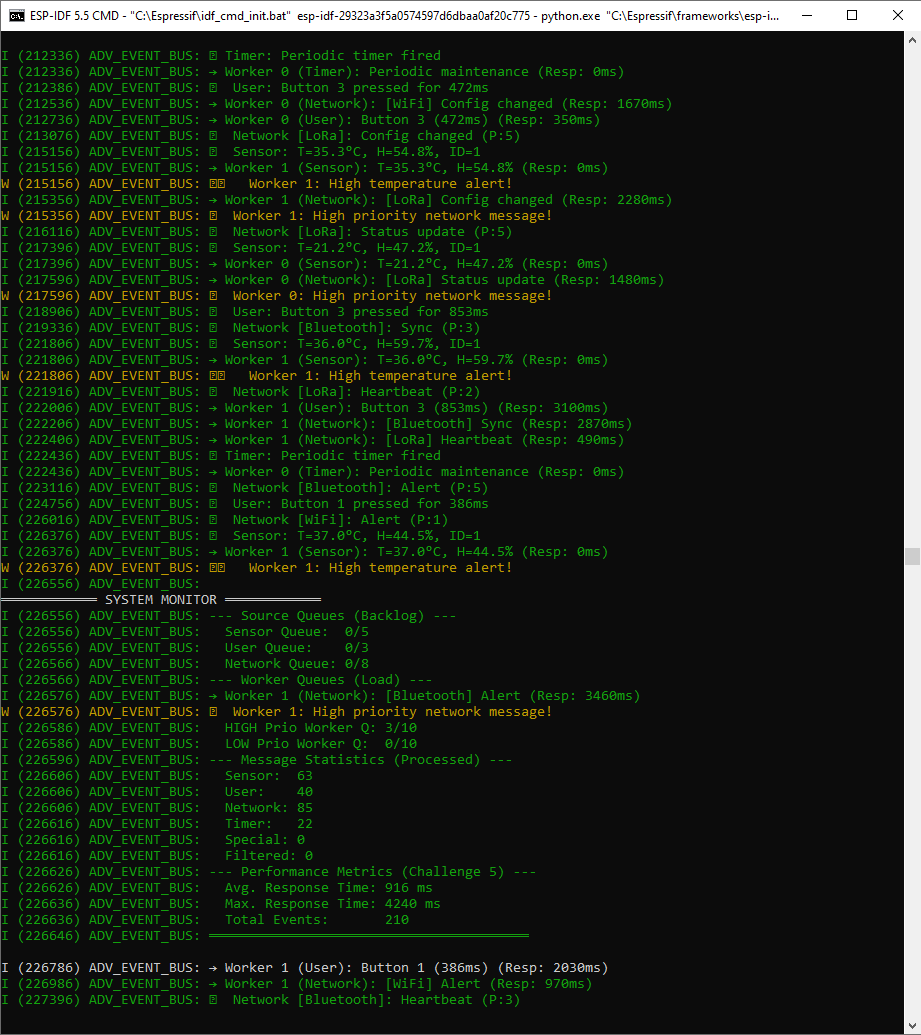 ESP-IDF 5.5 CMD - "C:\Espressif\idf_cmd_init.bat"  esp-idf-29323a3f5a0574597d6dbaa0af20c775 - python.exe  "C:\Espressif\frameworks\esp-i...
I (212336) ADV_EVENT_BUS: Timer: Periodic timer fired
I (212336) ADV_EVENT_BUS: → Worker 0 (Timer): Periodic maintenance (Resp: 0ms)
I (212386) ADV_EVENT_BUS: User: Button 3 pressed for 472ms
I (212536) ADV_EVENT_BUS: → Worker 0 (Network): [WiFi] Config changed (Resp: 1670ms)
I (212736) ADV_EVENT_BUS: → Worker 0 (User): Button 3 (472ms) (Resp: 350ms)
I (213076) ADV_EVENT_BUS: Network [LoRa]: Config changed (P:5)
I (215156) ADV_EVENT_BUS: Sensor: T=35.3°C, H=54.8%, ID=1
I (215156) ADV_EVENT_BUS: → Worker 1 (Sensor): T=35.3°C, H=54.8% (Resp: 0ms)
W (215156) ADV_EVENT_BUS: Worker 1: High temperature alert!
I (215356) ADV_EVENT_BUS: → Worker 1 (Network): [LoRa] Config changed (Resp: 2280ms)
W (215356) ADV_EVENT_BUS: Worker 1: High priority network message!
I (216116) ADV_EVENT_BUS: Network [LoRa]: Status update (P:5)
I (217396) ADV_EVENT_BUS: Sensor: T=21.2°C, H=47.2%, ID=1
I (217396) ADV_EVENT_BUS: → Worker 0 (Sensor): T=21.2°C, H=47.2% (Resp: 0ms)
I (217596) ADV_EVENT_BUS: → Worker 0 (Network): [LoRa] Status update (Resp: 1480ms)
W (217596) ADV_EVENT_BUS: Worker 0: High priority network message!
I (218906) ADV_EVENT_BUS: User: Button 3 pressed for 853ms
I (219336) ADV_EVENT_BUS: Network [Bluetooth]: Sync (P:3)
I (221806) ADV_EVENT_BUS: Sensor: T=36.0°C, H=59.7%, ID=1
I (221806) ADV_EVENT_BUS: → Worker 1 (Sensor): T=36.0°C, H=59.7% (Resp: 0ms)
W (221806) ADV_EVENT_BUS: Worker 1: High temperature alert!
I (221916) ADV_EVENT_BUS: Network [LoRa]: Heartbeat (P:2)
I (222006) ADV_EVENT_BUS: → Worker 1 (User): Button 3 (853ms) (Resp: 3100ms)
I (222206) ADV_EVENT_BUS: → Worker 1 (Network): [Bluetooth] Sync (Resp: 2870ms)
I (222406) ADV_EVENT_BUS: → Worker 1 (Network): [LoRa] Heartbeat (Resp: 490ms)
I (222436) ADV_EVENT_BUS: Timer: Periodic timer fired
I (222436) ADV_EVENT_BUS: → Worker 0 (Timer): Periodic maintenance (Resp: 0ms)
I (223116) ADV_EVENT_BUS: Network [Bluetooth]: Alert (P:5)
I (224756) ADV_EVENT_BUS: User: Button 1 pressed for 386ms
I (226016) ADV_EVENT_BUS: Network [WiFi]: Alert (P:1)
I (226376) ADV_EVENT_BUS: Sensor: T=37.0°C, H=44.5%, ID=1
I (226376) ADV_EVENT_BUS: → Worker 1 (Sensor): T=37.0°C, H=44.5% (Resp: 0ms)
W (226376) ADV_EVENT_BUS: Worker 1: High temperature alert!
I (226556) ADV_EVENT_BUS:
════════════ SYSTEM MONITOR ════════════
I (226556) ADV_EVENT_BUS: --- Source Queues (Backlog) ---
I (226556) ADV_EVENT_BUS:   Sensor Queue:  0/5
I (226556) ADV_EVENT_BUS:   User Queue:    0/3
I (226566) ADV_EVENT_BUS:   Network Queue: 0/8
I (226566) ADV_EVENT_BUS: --- Worker Queues (Load) ---
I (226576) ADV_EVENT_BUS: → Worker 1 (Network): [Bluetooth] Alert (Resp: 3460ms)
W (226576) ADV_EVENT_BUS: Worker 1: High priority network message!
I (226586) ADV_EVENT_BUS:   HIGH Prio Worker Q: 3/10
I (226586) ADV_EVENT_BUS:   LOW Prio Worker Q:  0/10
I (226596) ADV_EVENT_BUS: --- Message Statistics (Processed) ---
I (226606) ADV_EVENT_BUS:   Sensor:  63
I (226606) ADV_EVENT_BUS:   User:    40
I (226606) ADV_EVENT_BUS:   Network: 85
I (226616) ADV_EVENT_BUS:   Timer:   22
I (226616) ADV_EVENT_BUS:   Special: 0
I (226616) ADV_EVENT_BUS:   Filtered: 0
I (226626) ADV_EVENT_BUS: --- Performance Metrics (Challenge 5) ---
I (226626) ADV_EVENT_BUS:   Avg. Response Time: 916 ms
I (226636) ADV_EVENT_BUS:   Max. Response Time: 4240 ms
I (226636) ADV_EVENT_BUS:   Total Events:       210
I (226646) ADV_EVENT_BUS: ════════════════════════════════════════
I (226786) ADV_EVENT_BUS: → Worker 1 (User): Button 1 (386ms) (Resp: 2030ms)
I (226986) ADV_EVENT_BUS: → Worker 1 (Network): [WiFi] Alert (Resp: 970ms)
I (227396) ADV_EVENT_BUS: Network [Bluetooth]: Heartbeat (P:3)